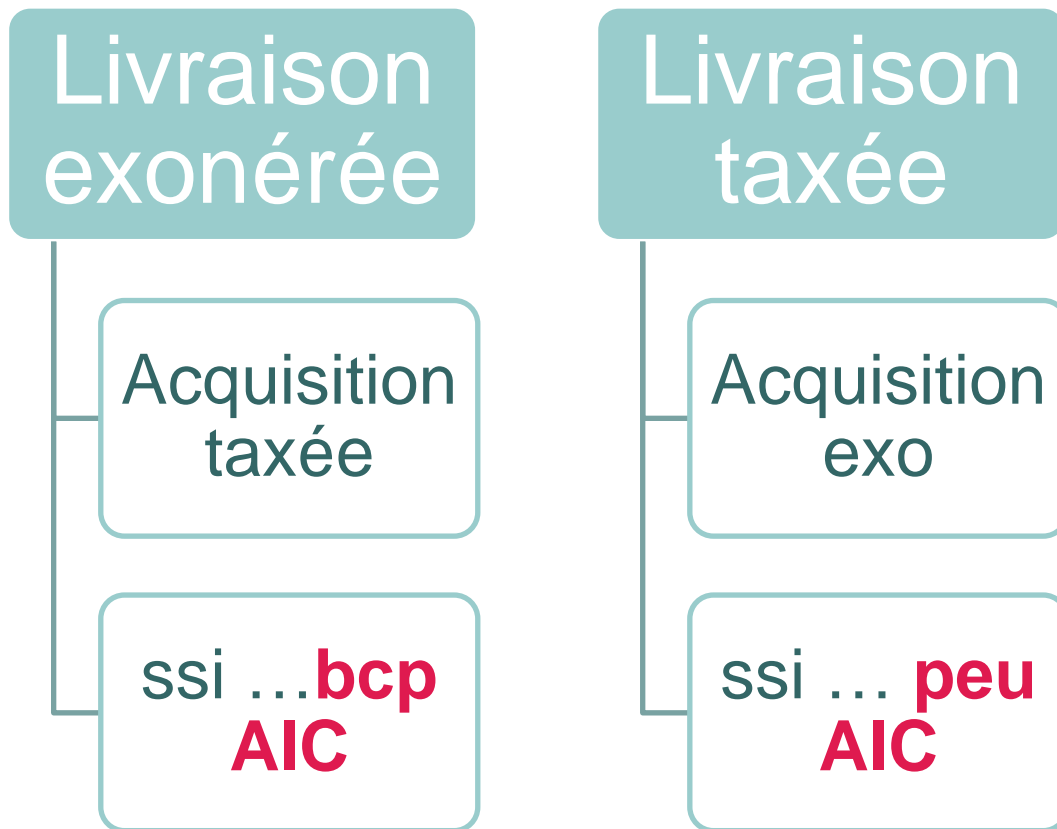 Livraison
exonérée
Acquisition
taxée
ssi …bcp
AIC
Livraison
taxée
Acquisition
exo
ssi … peu
AIC